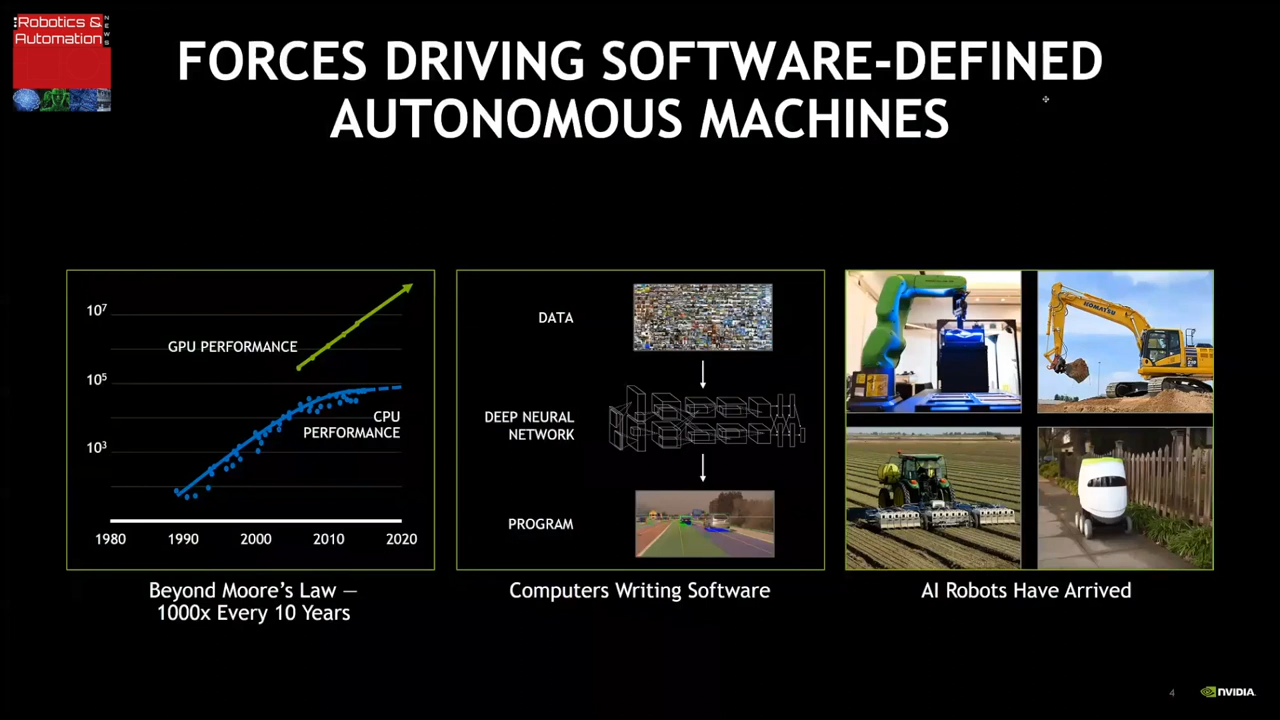 Robotics &
Automation
NEWS
FORCES DRIVING SOFTWARE-DEFINED
AUTONOMOUS MACHINES
10⁷
GPU PERFORMANCE
10⁵
CPU
PERFORMANCE
10³
1980 1990 2000 2010 2020
Beyond Moore's Law —
1000x Every 10 Years
DATA
DEEP NEURAL
NETWORK
PROGRAM
Computers Writing Software
KOMATSU
AI Robots Have Arrived
4
NVIDIA.